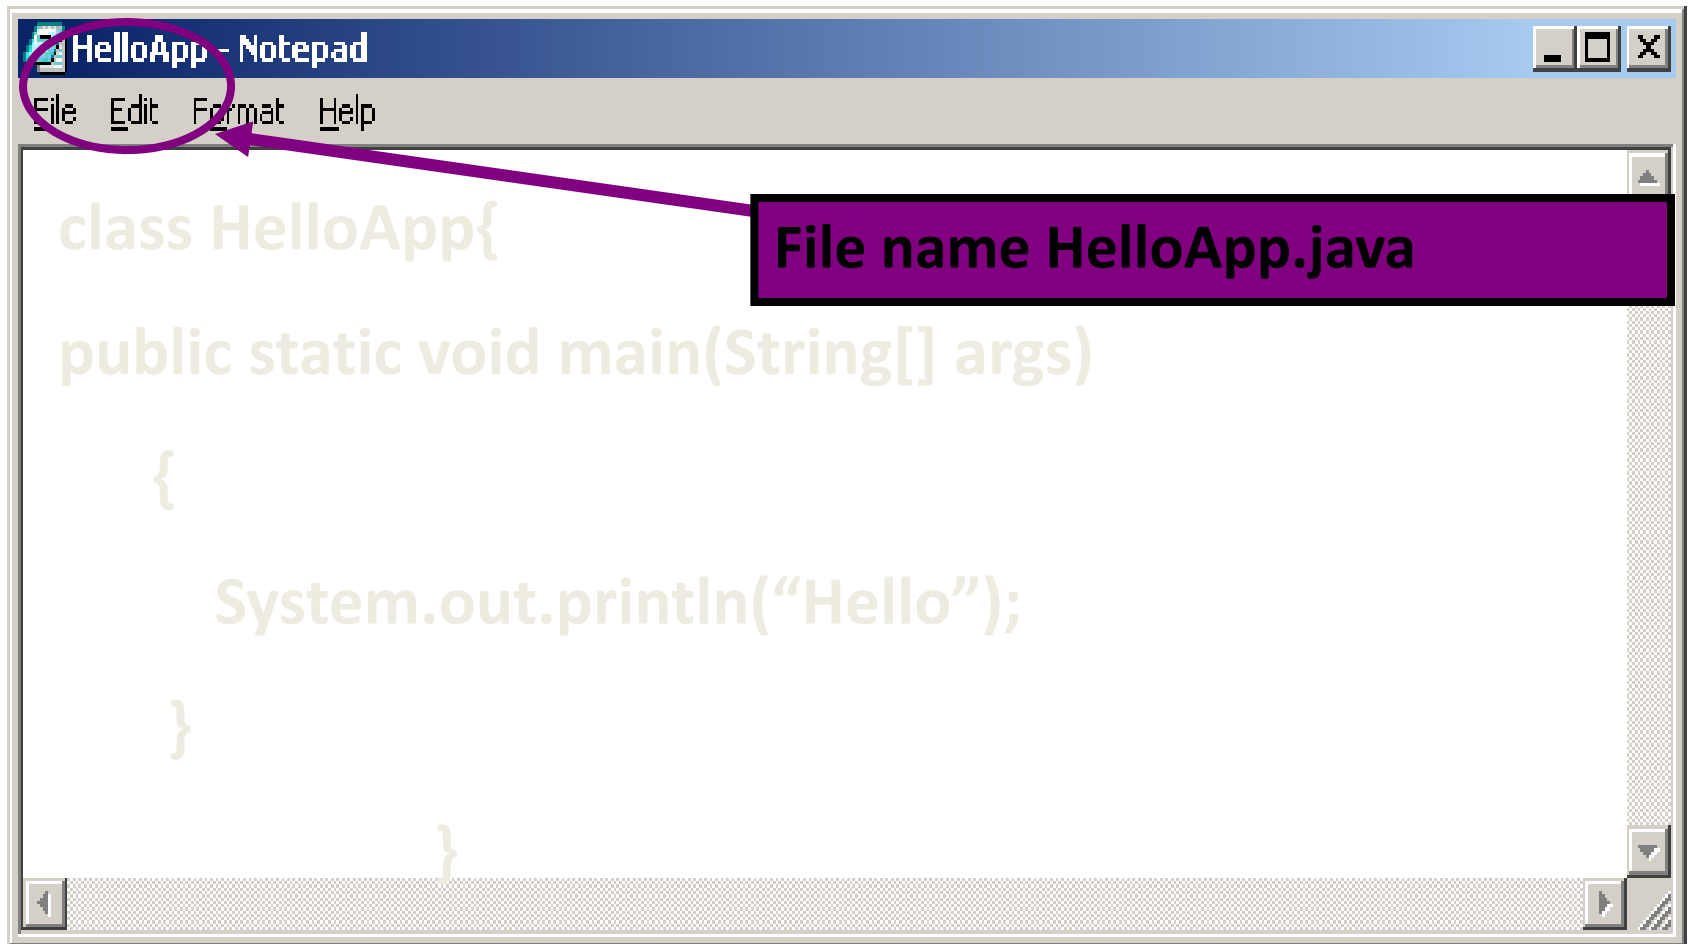 HelloApp - Notepad
File Edit Format Help
class HelloApp{
File name HelloApp.java
public static void main(String[] args)
{
System.out.println(“Hello”);
}
}